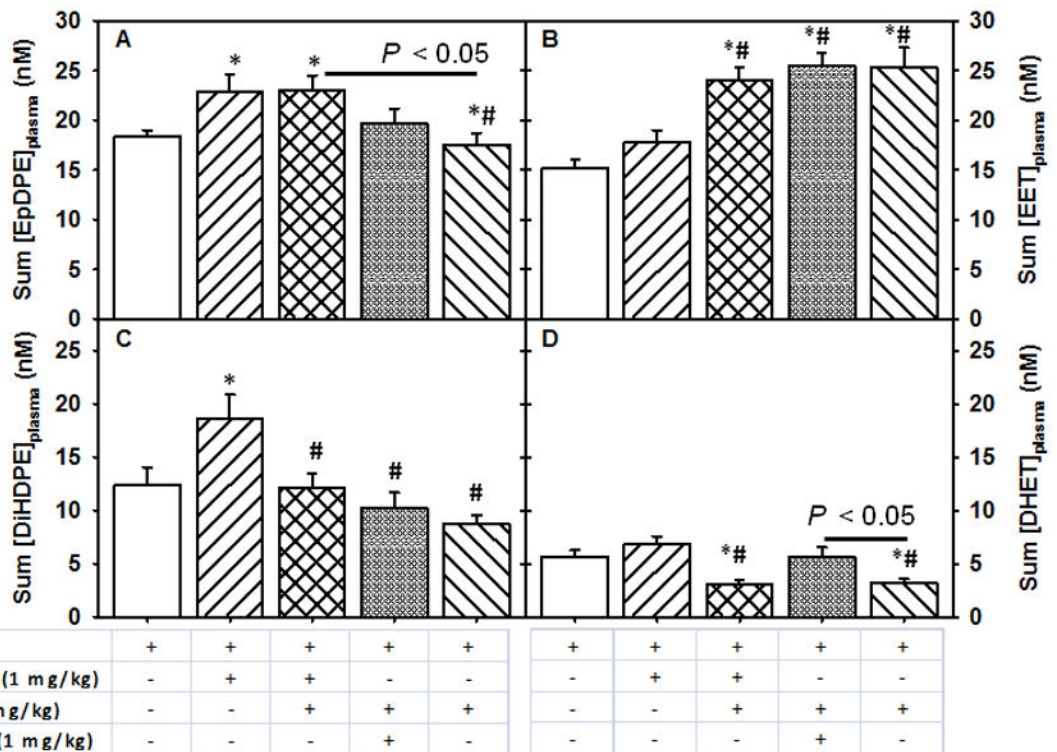 30 30
A * * P < 0.05 B *# *# *#
25 25
20 *# 20
15 15
10 10
5 5
0 0
Sum [EpDPE]plasma (nM)
Sum [EET]plasma (nM)
C D
25 25
20 * 20
15 # # # 15
10 P < 0.05 10
5 *# *# 5
0 0
Sum [DiHDPE]plasma (nM)
Sum [DHET]plasma (nM)
+ + + + + + + + + +
(1 mg/kg) - + + - - - + + - -
g/kg) - - + + + - - + + +
(1 mg/kg) - - - + - - - - + -